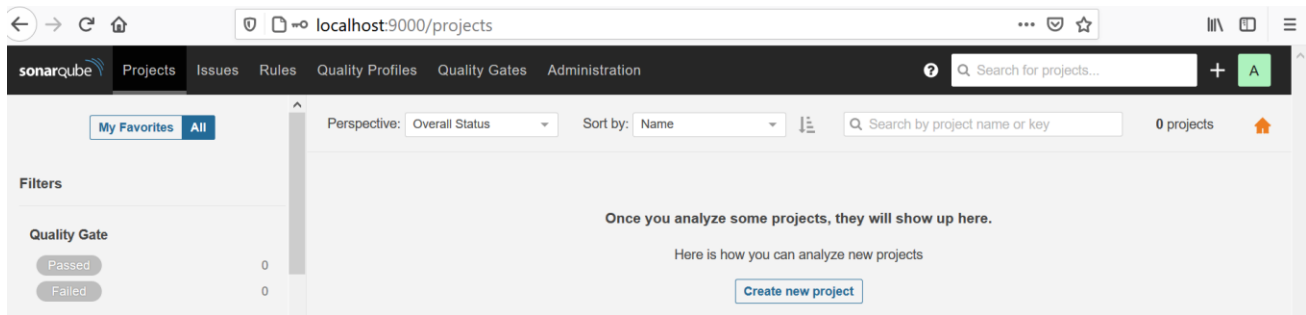 localhost:9000/projects
sonarqube Projects Issues Rules Quality Profiles Quality Gates Administration ? Search for projects... + A
My Favorites All
Perspective: Overall Status Sort by: Name Search by project name or key 0 projects
Filters
Once you analyze some projects, they will show up here.
Quality Gate
Here is how you can analyze new projects
Passed 0
Failed 0
Create new project